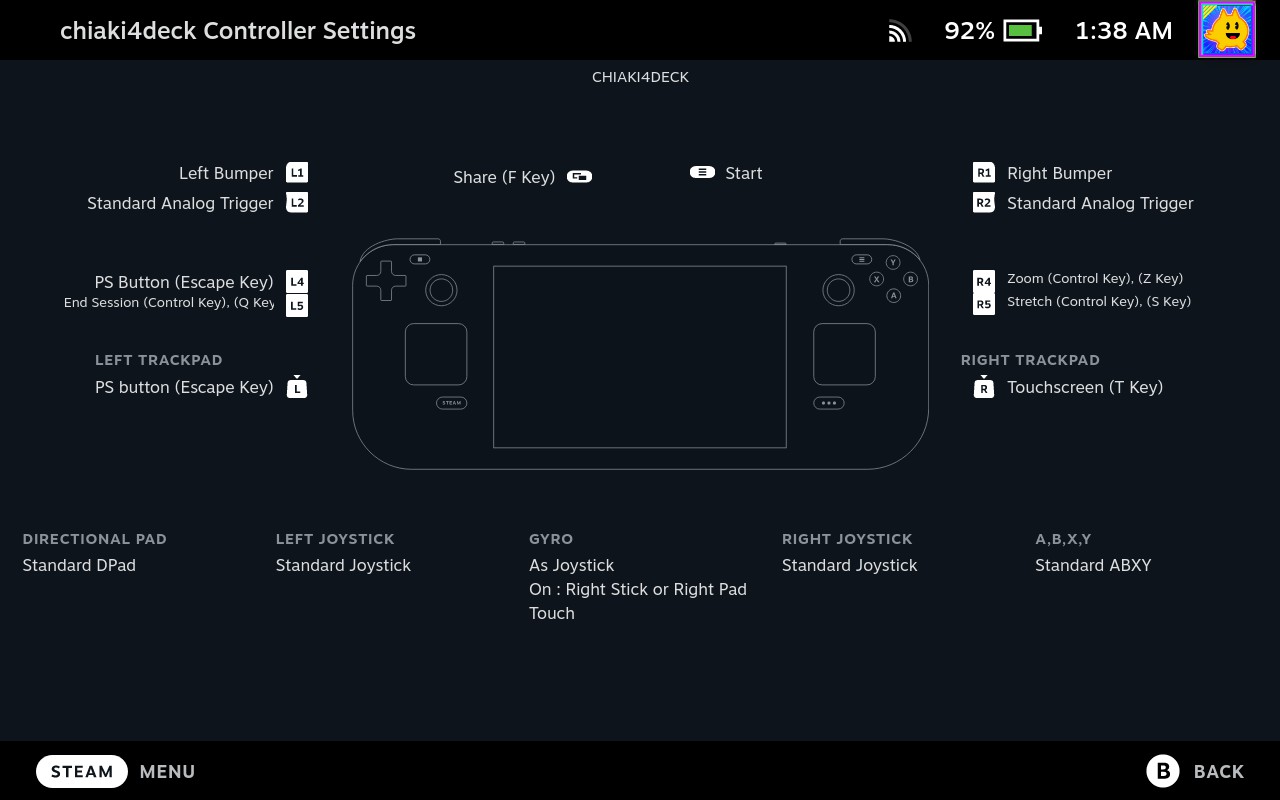 chiaki4deck Controller Settings
92%
1:38 AM
CHIAKI4DECK
Left Bumper L1
Standard Analog Trigger L2
Share (F Key)
Start
R1 Right Bumper
R2 Standard Analog Trigger
PS Button (Escape Key) L4
End Session (Control Key), (Q Key L5
R4 Zoom (Control Key), (Z Key)
R5 Stretch (Control Key), (S Key)
Y
X B
A
LEFT TRACKPAD
PS button (Escape Key) L
RIGHT TRACKPAD
R Touchscreen (T Key)
STEAM
DIRECTIONAL PAD
Standard DPad
LEFT JOYSTICK
Standard Joystick
GYRO
As Joystick
On : Right Stick or Right Pad
Touch
RIGHT JOYSTICK
Standard Joystick
A,B,X,Y
Standard ABXY
STEAM MENU
B BACK